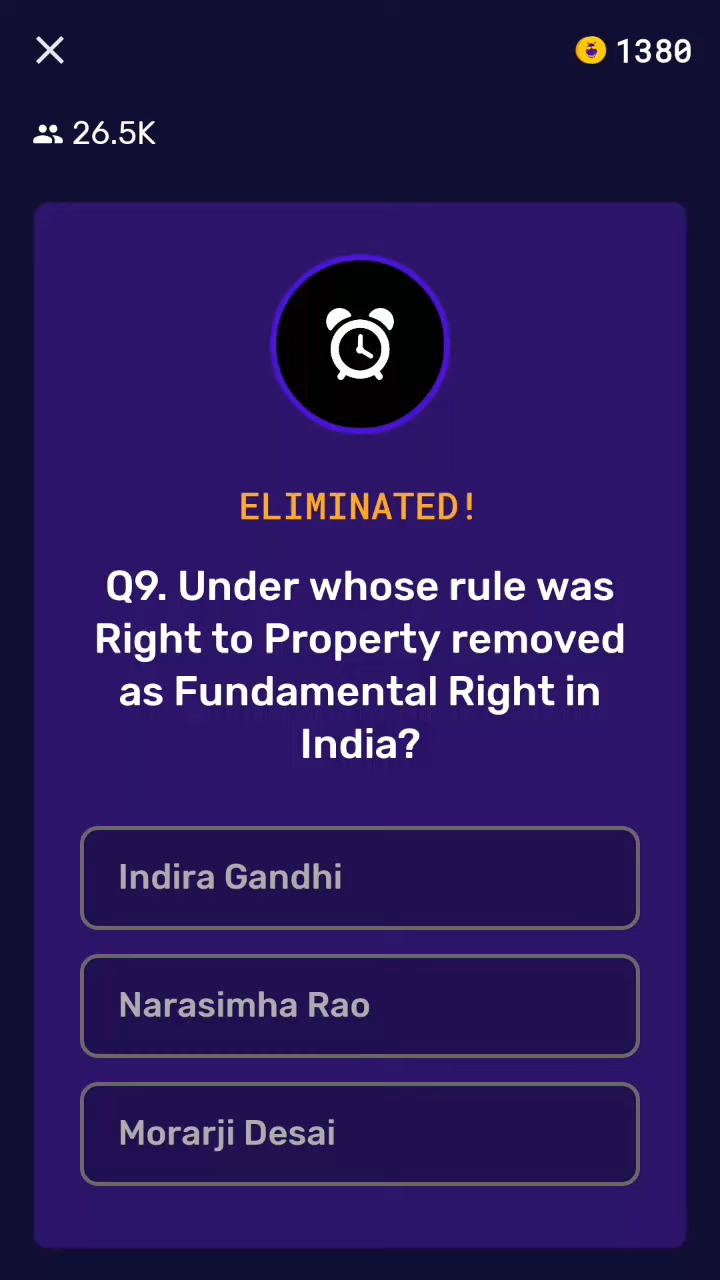 1380
26.5K
ELIMINATED!
Q9. Under whose rule was
Right to Property removed
as Fundamental Right in
India?
Indira Gandhi
Narasimha Rao
Morarji Desai